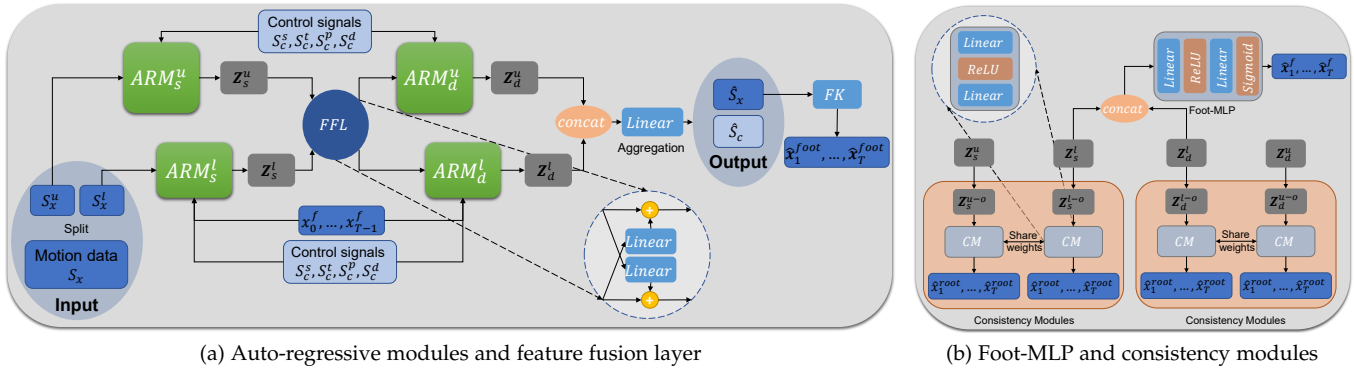 Control signals
S_c^s, S_c^t, S_c^p, S_c^d
ARM_s^u
Z_s^u
ARM_d^u
Z_d^u
FFL
concat
Linear
Aggregation
Ŝ_x
Ŝ_c
Output
FK
x̂_1^foot, ..., x̂_T^foot
ARM_s^l
Z_s^l
ARM_d^l
Z_d^l
S_x^u
S_x^l
Split
Motion data
S_x
Input
x_0^f, ..., x_{T-1}^f
Control signals
S_c^s, S_c^t, S_c^p, S_c^d
+
Linear
Linear
+
(a) Auto-regressive modules and feature fusion layer
Linear
ReLU
Linear
Linear
ReLU
Linear
Sigmoid
Foot-MLP
x̂_1^f, ..., x̂_T^f
concat
Z_s^u
Z_s^l
Z_d^l
Z_d^u
Z_s^{u-o}
Z_s^{l-o}
Z_d^{l-o}
Z_d^{u-o}
CM
Share
weights
CM
CM
Share
weights
CM
x̂_1^root, ..., x̂_T^root
x̂_1^root, ..., x̂_T^root
x̂_1^root, ..., x̂_T^root
x̂_1^root, ..., x̂_T^root
Consistency Modules
Consistency Modules
(b) Foot-MLP and consistency modules